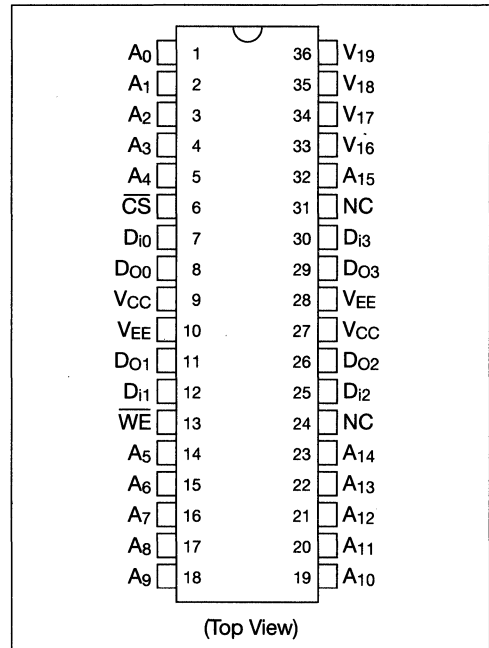 A0 1 36 V19
A1 2 35 V18
A2 3 34 V17
A3 4 33 V16
A4 5 32 A15
CS 6 31 NC
Di0 7 30 Di3
DO0 8 29 DO3
VCC 9 28 VEE
VEE 10 27 VCC
DO1 11 26 DO2
Di1 12 25 Di2
WE 13 24 NC
A5 14 23 A14
A6 15 22 A13
A7 16 21 A12
A8 17 20 A11
A9 18 19 A10
(Top View)